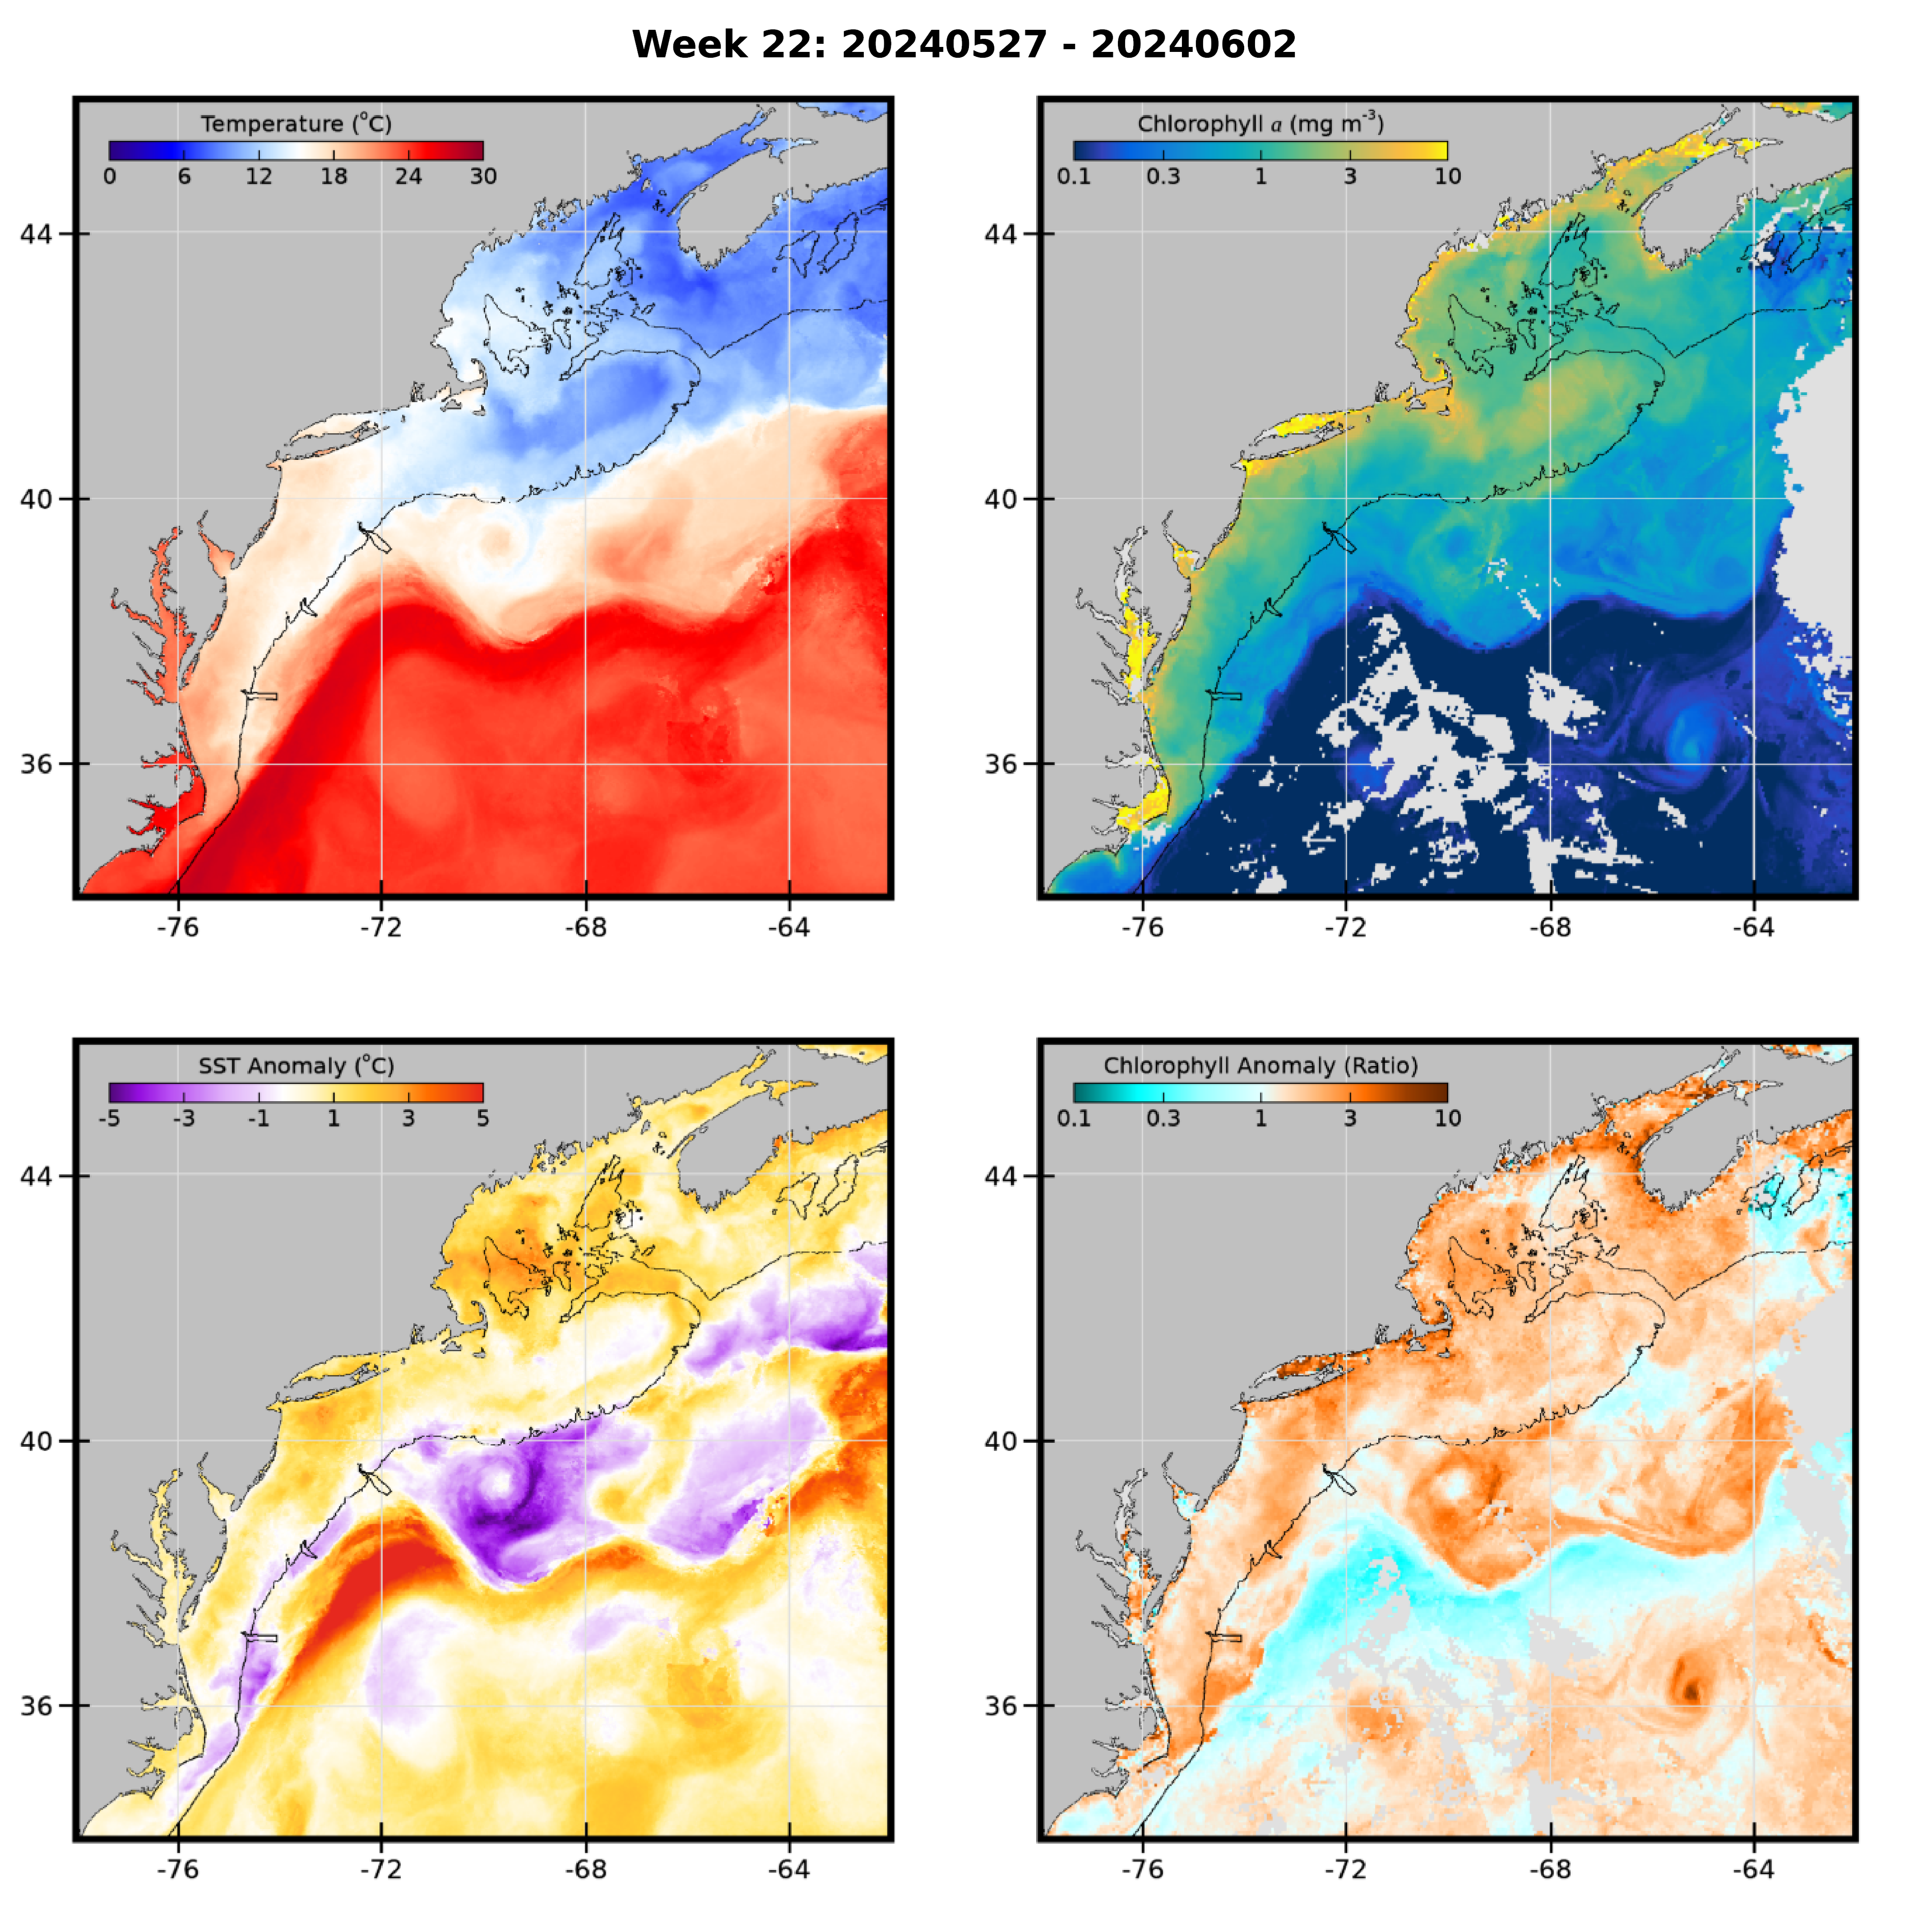 Week 22: 20240527 - 20240602
Temperature (°C)
0 6 12 18 24 30
44
40
36
-76 -72 -68 -64
Chlorophyll a (mg m⁻³)
0.1 0.3 1 3 10
44
40
36
-76 -72 -68 -64
SST Anomaly (°C)
-5 -3 -1 1 3 5
44
40
36
-76 -72 -68 -64
Chlorophyll Anomaly (Ratio)
0.1 0.3 1 3 10
44
40
36
-76 -72 -68 -64